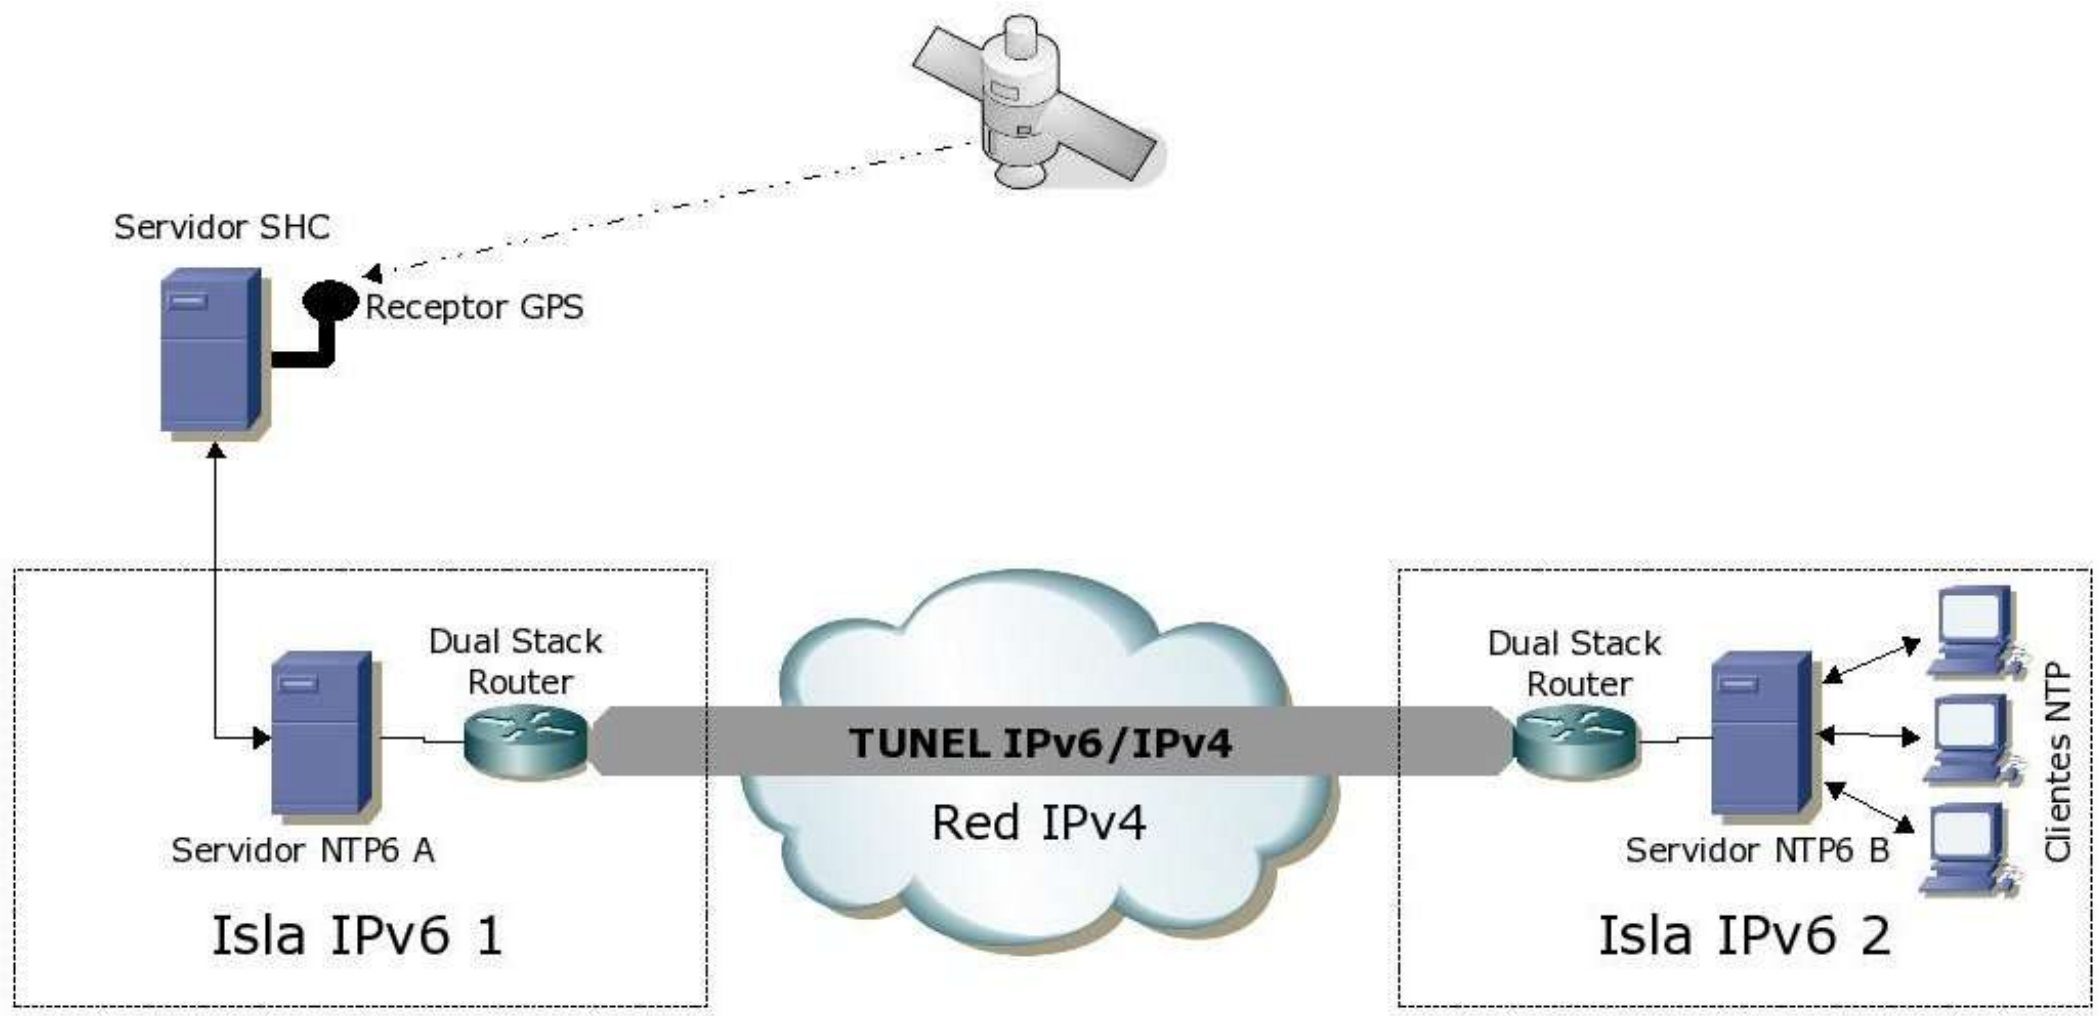 Servidor SHC
Receptor GPS
Dual Stack
Router
Dual Stack
Router
TUNEL IPv6/IPv4
Red IPv4
Servidor NTP6 A
Servidor NTP6 B
Clientes NTP
Isla IPv6 1
Isla IPv6 2